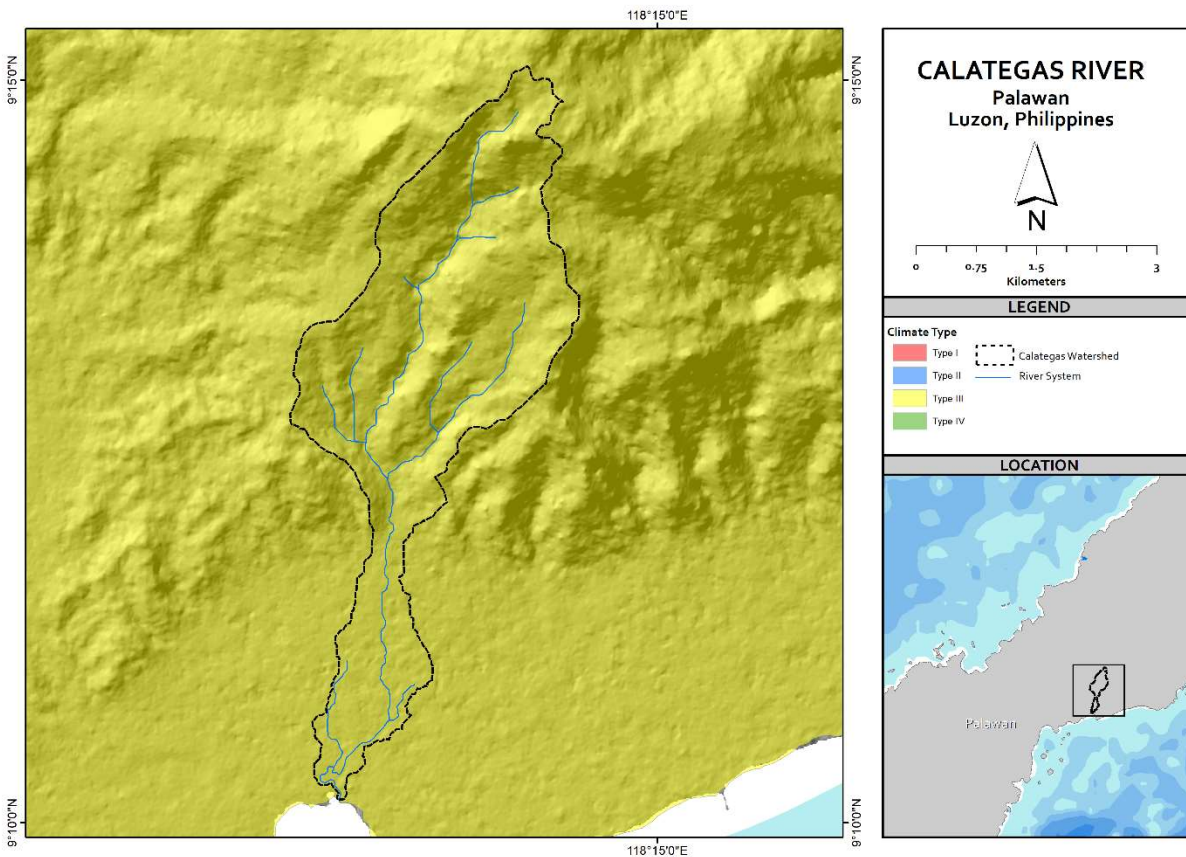 118°15'0"E
9°15'0"N
9°15'0"N
9°10'0"N
9°10'0"N
118°15'0"E
CALATEGAS RIVER
Palawan
Luzon, Philippines
N
0 0.75 1.5 3
Kilometers
LEGEND
Climate Type
Type I
Type II
Type III
Type IV
Calategas Watershed
River System
LOCATION
Palawan